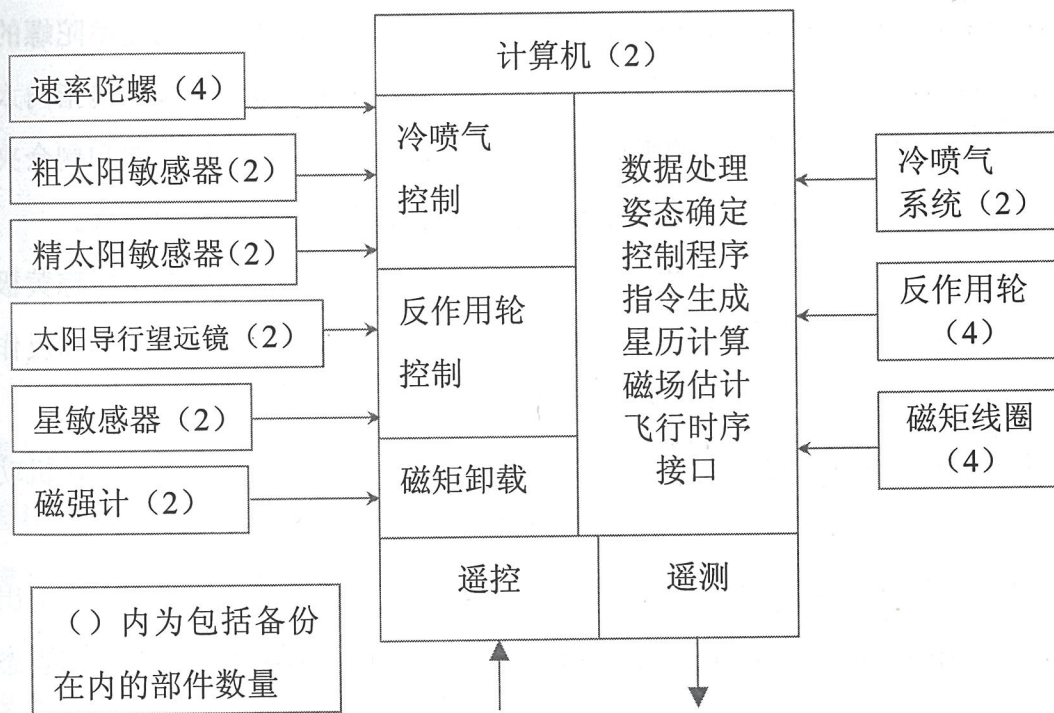 计算机（2）
速率陀螺（4）
粗太阳敏感器（2）
精太阳敏感器（2）
太阳导行望远镜（2）
星敏感器（2）
磁强计（2）
冷喷气
控制
反作用轮
控制
磁矩卸载
数据处理
姿态确定
控制程序
指令生成
星历计算
磁场估计
飞行时序
接口
冷喷气
系统（2）
反作用轮
（4）
磁矩线圈
（4）
遥控
遥测
（）内为包括备份
在内的部件数量